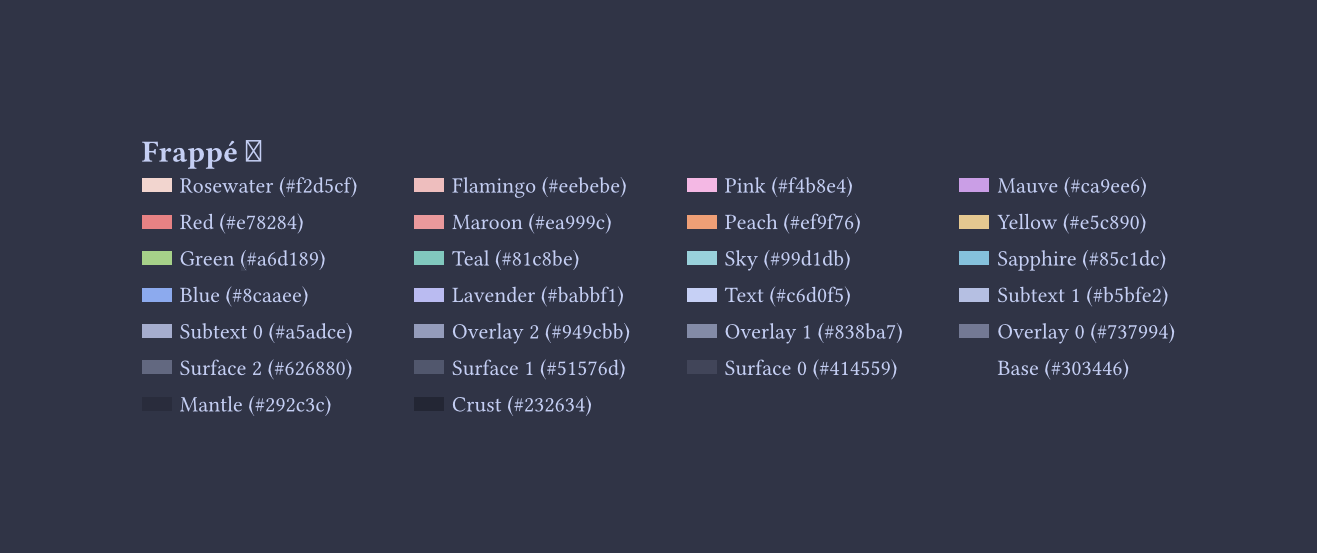 Frappé
Rosewater (#f2d5cf) Flamingo (#eebebe) Pink (#f4b8e4) Mauve (#ca9ee6)
Red (#e78284) Maroon (#ea999c) Peach (#ef9f76) Yellow (#e5c890)
Green (#a6d189) Teal (#81c8be) Sky (#99d1db) Sapphire (#85c1dc)
Blue (#8caaee) Lavender (#babbf1) Text (#c6d0f5) Subtext 1 (#b5bfe2)
Subtext 0 (#a5adce) Overlay 2 (#949cbb) Overlay 1 (#838ba7) Overlay 0 (#737994)
Surface 2 (#626880) Surface 1 (#51576d) Surface 0 (#414559) Base (#303446)
Mantle (#292c3c) Crust (#232634)